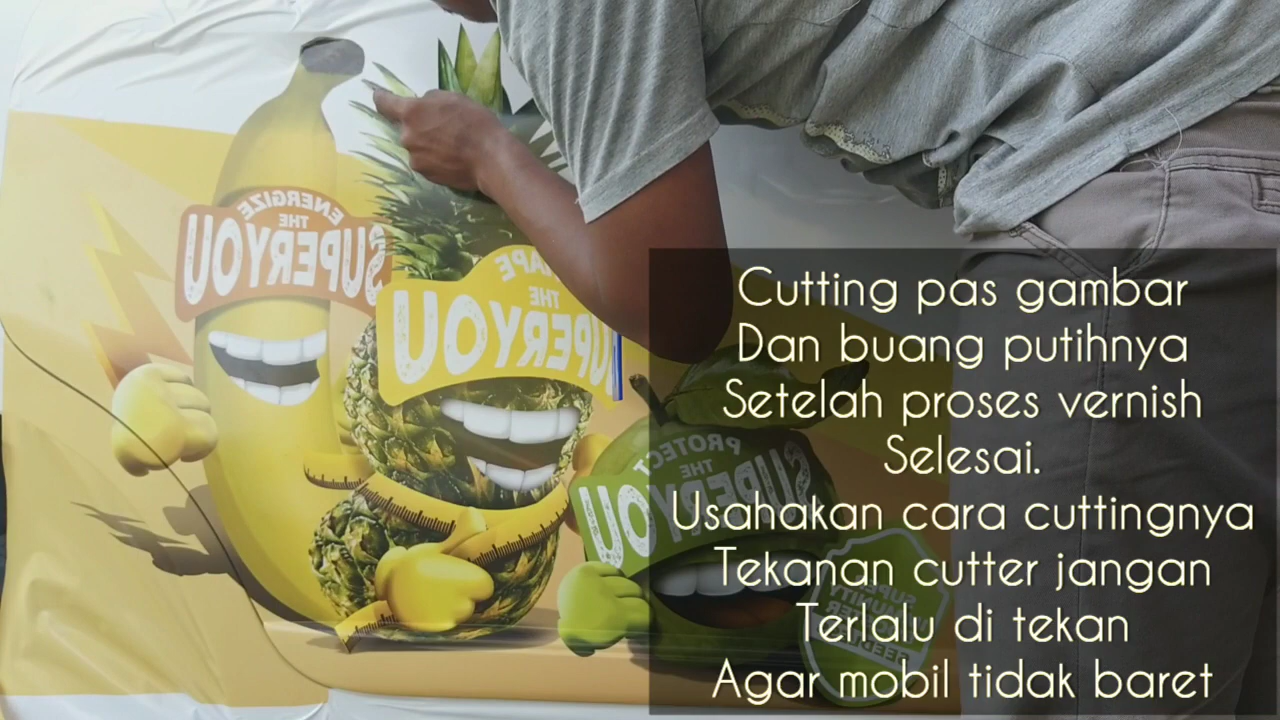 ENERGIZE
THE
SUPERYOU
THE
SUPERYOU
PROTECT
THE
SUPERYOU
Cutting pas gambar
Dan buang putihnya
Setelah proses vernish
Selesai.
Usahakan cara cuttingnya
Tekanan cutter jangan
Terlalu di tekan
Agar mobil tidak baret